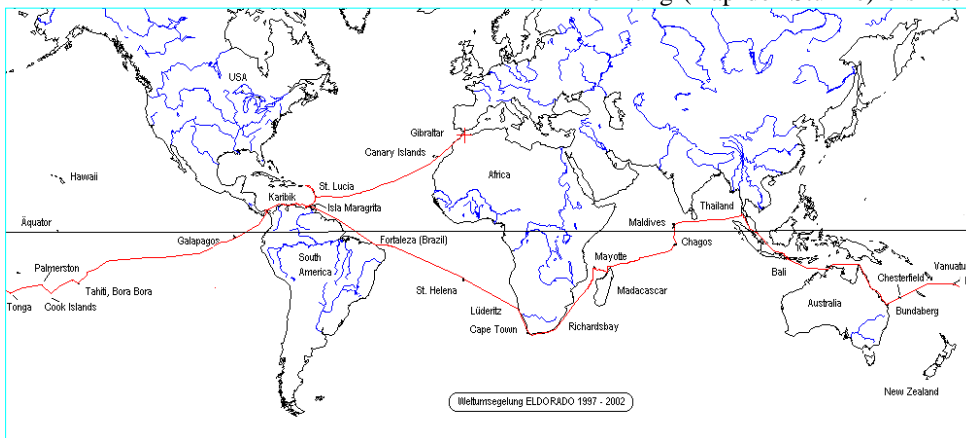 USA
Gibraltar
Canary Islands
Africa
Hawaii
St. Lucia
Karibik
Isla Maragrita
Thailand
Maldives
Äquator
Galapagos
Fortaleza (Brazil)
Chagos
South
America
Mayotte
Palmerston
Tahiti, Bora Bora
Bali
Chesterfield
Vanuatu
St. Helena
Madacascar
Tonga
Cook Islands
Lüderitz
Australia
Bundaberg
Cape Town
Richardsbay
New Zealand
Weltumsegelung ELDORADO 1997 - 2002